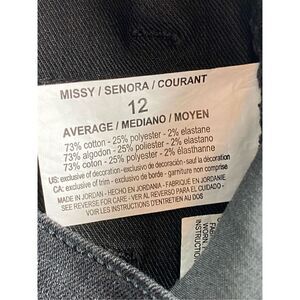 MISSY / SENORA / COURANT
12
AVERAGE / MEDIANO / MOYEN
73% cotton - 25% polyester - 2% elastane
73% algodon - 25% polyester - 2% elastano
73% coton - 25% polyester - 2% élasthanne
US: exclusive of decoration - exclusivo de decoración - sauf la décoration
CA: exclusive of trim - exclusivo de borde - garniture non comprise
MADE IN JORDAN - HECHO EN JORDANIA - FABRIQUÉ EN JORDANIE
SEE REVERSE FOR CARE - VER AL REVERSO PARA EL CUIDADO -
VOIR LES INSTRUCTIONS D'ENTRETIEN AU DOS